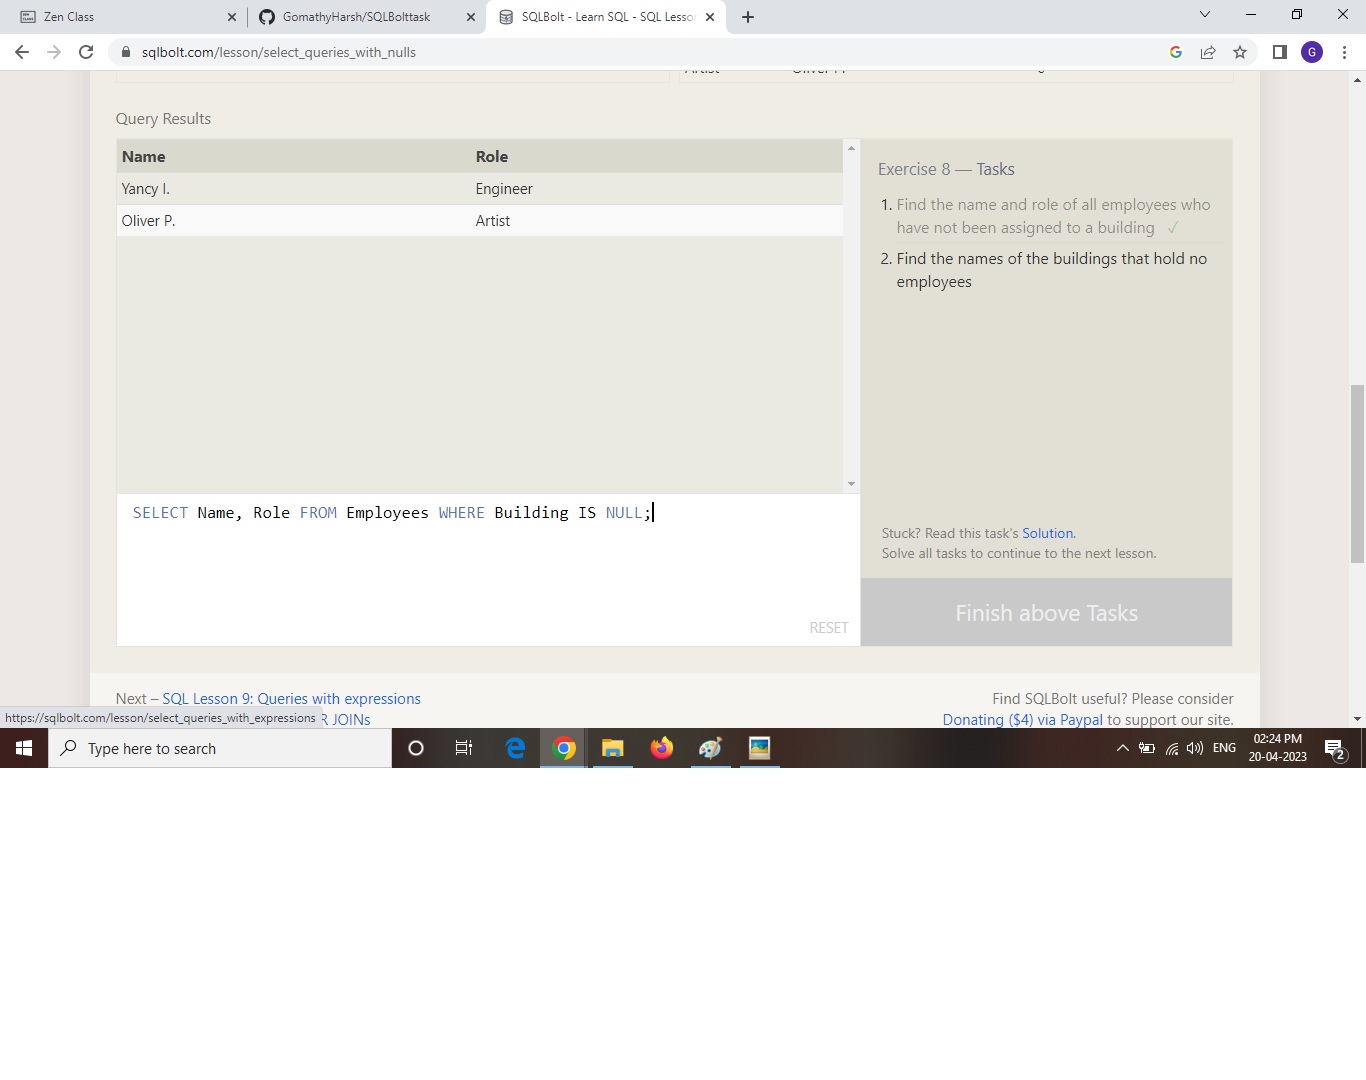 Zen Class
GomathyHarsh/SQLBolttask
SQLBolt - Learn SQL - SQL Lesso
G
sqlbolt.com/lesson/select_queries_with_nulls
G
Query Results
Name Role
Yancy I. Engineer
Oliver P. Artist
Exercise 8 — Tasks
1. Find the name and role of all employees who
have not been assigned to a building ✓
2. Find the names of the buildings that hold no
employees
SELECT Name, Role FROM Employees WHERE Building IS NULL;
RESET
Stuck? Read this task's Solution.
Solve all tasks to continue to the next lesson.
Finish above Tasks
Next – SQL Lesson 9: Queries with expressions
R JOINs
Find SQLBolt useful? Please consider
Donating ($4) via Paypal to support our site.
https://sqlbolt.com/lesson/select_queries_with_expressions
Type here to search
ENG
02:24 PM
20-04-2023
2